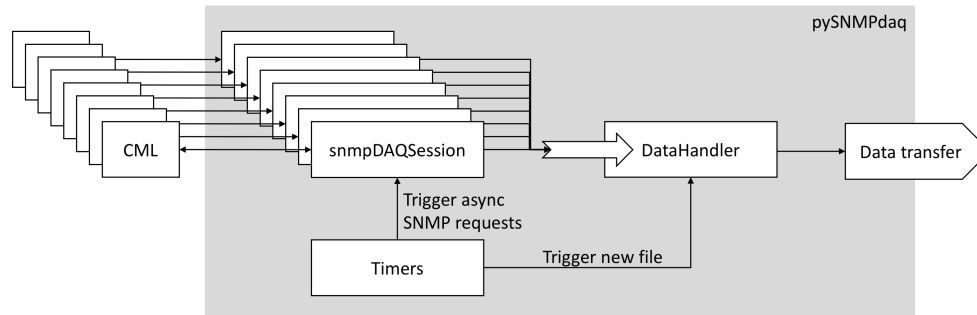 pySNMPdaq
CML
snmpDAQSession
DataHandler
Data transfer
Trigger async
SNMP requests
Timers
Trigger new file